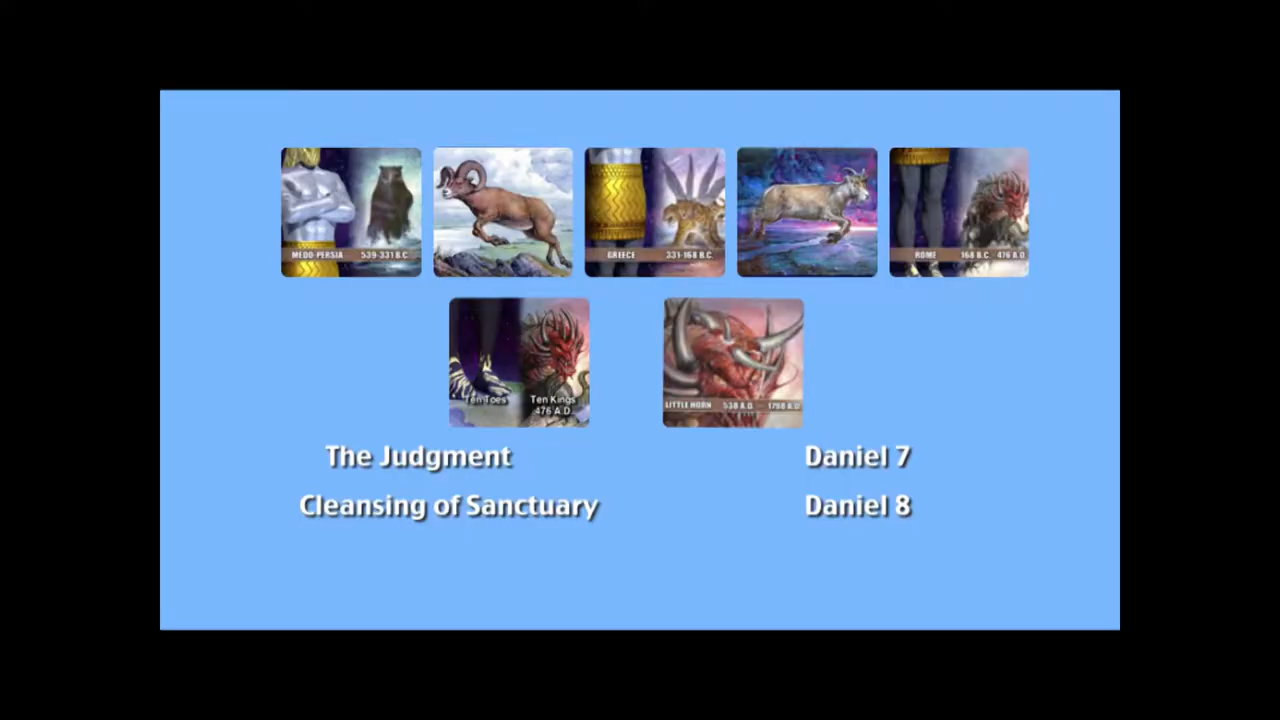 MEDO-PERSIA 539-331 B.C.
GREECE 331-168 B.C.
ROME 168 B.C. 476 A.D.
Ten Toes Ten Kings
476 A.D.
LITTLE HORN 538 A.D. - 1798 A.D.
The Judgment Daniel 7
Cleansing of Sanctuary Daniel 8